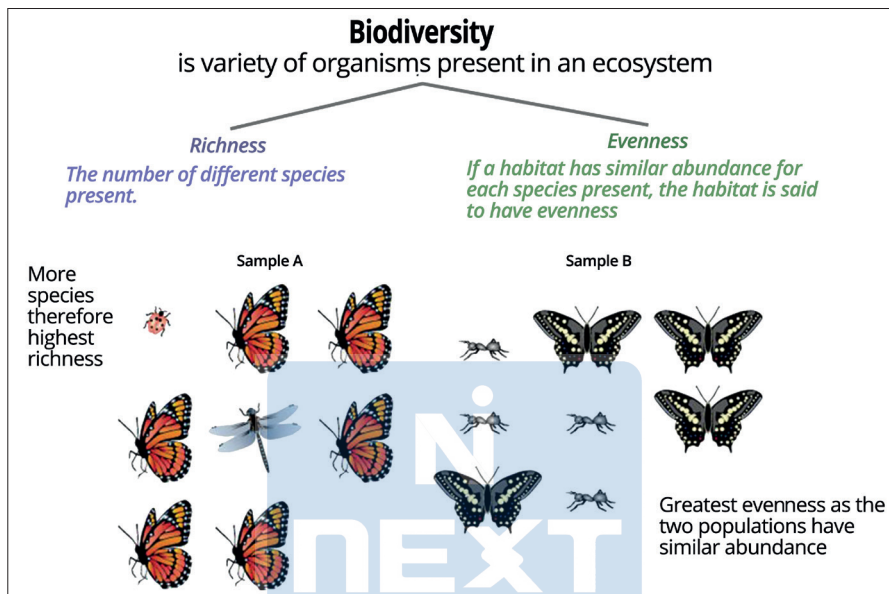 Biodiversity
is variety of organisms present in an ecosystem
Richness
The number of different species
present.
Evenness
If a habitat has similar abundance for
each species present, the habitat is said
to have evenness
Sample A
Sample B
More
species
therefore
highest
richness
Greatest evenness as the
two populations have
similar abundance
Ni
nEXT